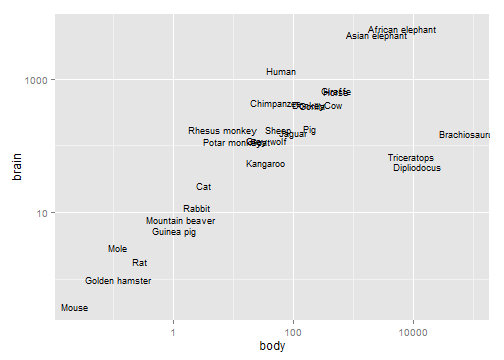 African elephant
Asian elephant
Human
1000
Giraffe
Horse
Chimpanzee
Donkey
Gorilla
Cow
Rhesus monkey
Sheep
Pig
Jaguar
Brachiosaur
Potar monkey
Grey wolf
Goat
Triceratops
Kangaroo
Dipliodocus
brain
Cat
10
Rabbit
Mountain beaver
Guinea pig
Mole
Rat
Golden hamster
Mouse
1
100
10000
body